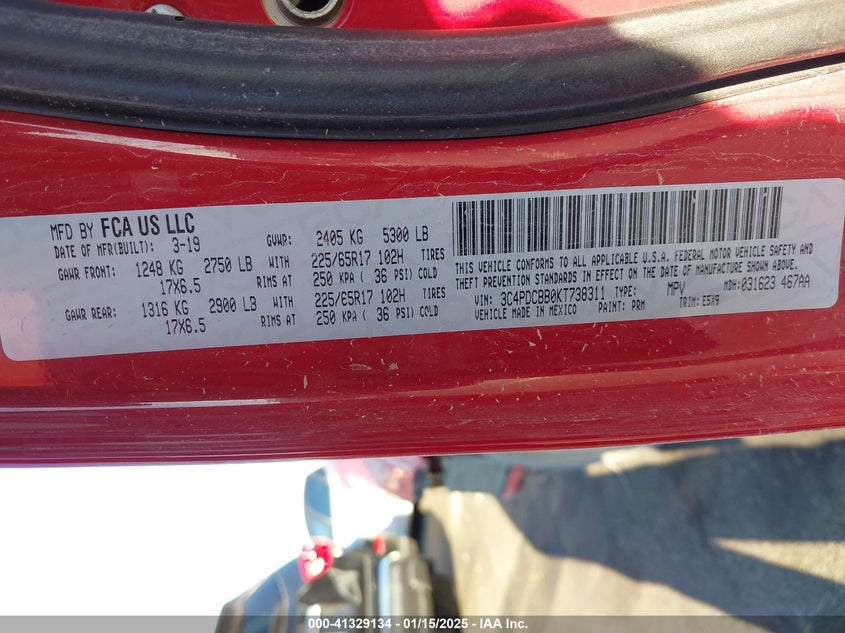 MFD BY FCA US LLC
DATE OF MFR(BUILT): 3-19 GVWR: 2405 KG 5300 LB
GAWR FRONT: 1248 KG 2750 LB WITH 225/65R17 102H TIRES
17X6.5 RIMS AT 250 KPA ( 36 PSI) COLD
GAWR REAR: 1316 KG 2900 LB WITH 225/65R17 102H TIRES
17X6.5 RIMS AT 250 KPA ( 36 PSI) COLD
THIS VEHICLE CONFORMS TO ALL APPLICABLE U.S.A. FEDERAL MOTOR VEHICLE SAFETY AND
THEFT PREVENTION STANDARDS IN EFFECT ON THE DATE OF MANUFACTURE SHOWN ABOVE.
VIN: 3C4PDCBB0KT738311 TYPE: MPV MDH:031623 467AA
VEHICLE MADE IN MEXICO PAINT: PRM TRIM: E5X9
000-41329134 - 01/15/2025 - IAA Inc.